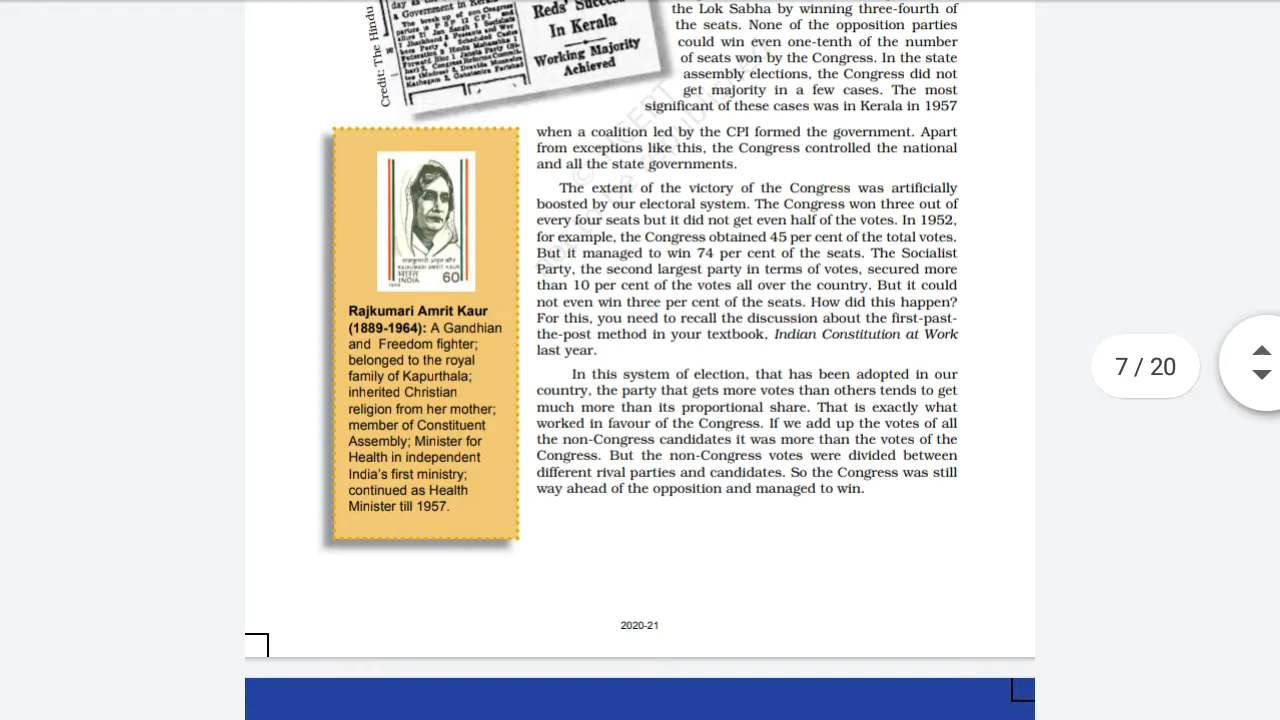 Credit: The Hindu
Reds' Success
In Kerala
Working Majority
Achieved
the Lok Sabha by winning three-fourth of
the seats. None of the opposition parties
could win even one-tenth of the number
of seats won by the Congress. In the state
assembly elections, the Congress did not
get majority in a few cases. The most
significant of these cases was in Kerala in 1957
when a coalition led by the CPI formed the government. Apart
from exceptions like this, the Congress controlled the national
and all the state governments.
The extent of the victory of the Congress was artificially
boosted by our electoral system. The Congress won three out of
every four seats but it did not get even half of the votes. In 1952,
for example, the Congress obtained 45 per cent of the total votes.
But it managed to win 74 per cent of the seats. The Socialist
Party, the second largest party in terms of votes, secured more
than 10 per cent of the votes all over the country. But it could
not even win three per cent of the seats. How did this happen?
For this, you need to recall the discussion about the first-past-
the-post method in your textbook, Indian Constitution at Work
last year.
In this system of election, that has been adopted in our
country, the party that gets more votes than others tends to get
much more than its proportional share. That is exactly what
worked in favour of the Congress. If we add up the votes of all
the non-Congress candidates it was more than the votes of the
Congress. But the non-Congress votes were divided between
different rival parties and candidates. So the Congress was still
way ahead of the opposition and managed to win.
RAJKUMARI AMRIT KAUR
भारत
INDIA 60
Rajkumari Amrit Kaur
(1889-1964): A Gandhian
and Freedom fighter;
belonged to the royal
family of Kapurthala;
inherited Christian
religion from her mother;
member of Constituent
Assembly; Minister for
Health in independent
India's first ministry;
continued as Health
Minister till 1957.
7 / 20
2020-21